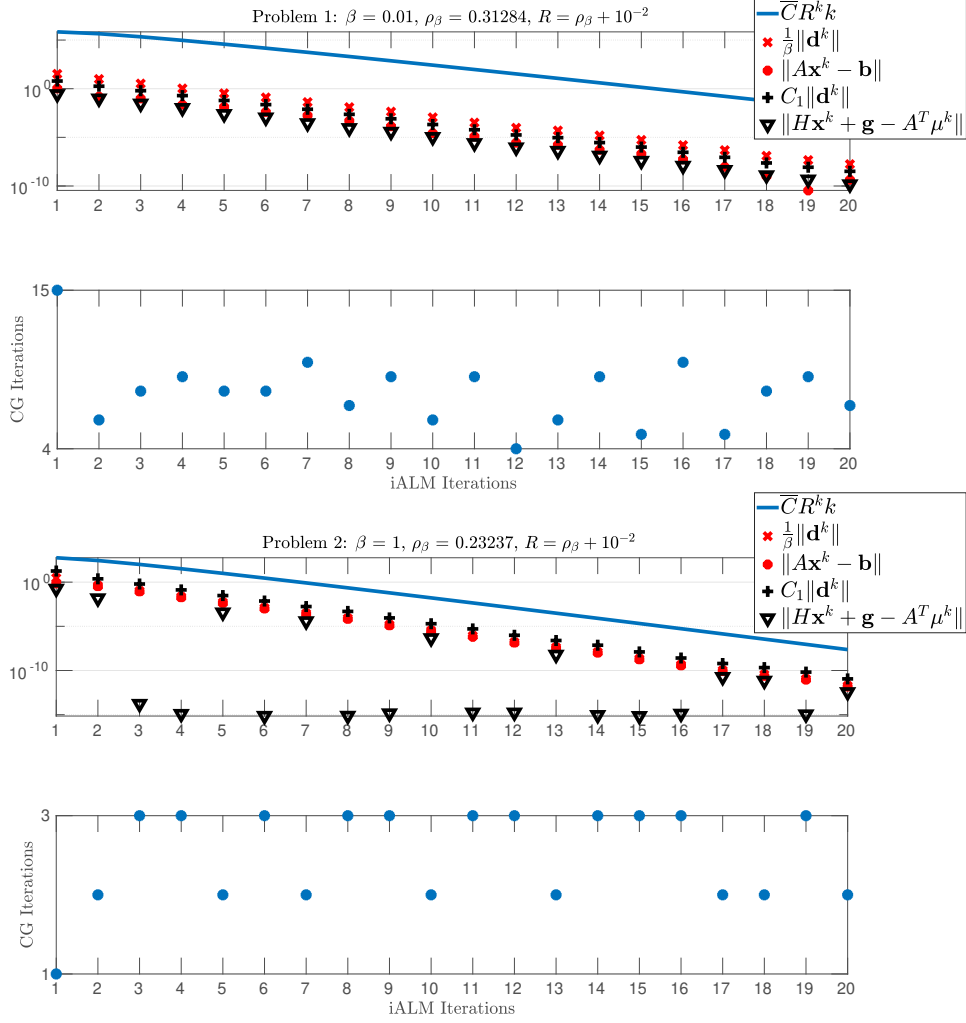 Problem 1: β = 0.01, ρ_β = 0.31284, R = ρ_β + 10^{-2}
C̅R^k k
1/β ‖d^k‖
‖Ax^k − b‖
C_1‖d^k‖
‖Hx^k + g − A^T μ^k‖
10^0
10^{-10}
1 2 3 4 5 6 7 8 9 10 11 12 13 14 15 16 17 18 19 20
15
CG Iterations
4
1 2 3 4 5 6 7 8 9 10 11 12 13 14 15 16 17 18 19 20
iALM Iterations
Problem 2: β = 1, ρ_β = 0.23237, R = ρ_β + 10^{-2}
C̅R^k k
1/β ‖d^k‖
‖Ax^k − b‖
C_1‖d^k‖
‖Hx^k + g − A^T μ^k‖
10^0
10^{-10}
1 2 3 4 5 6 7 8 9 10 11 12 13 14 15 16 17 18 19 20
3
CG Iterations
1
1 2 3 4 5 6 7 8 9 10 11 12 13 14 15 16 17 18 19 20
iALM Iterations